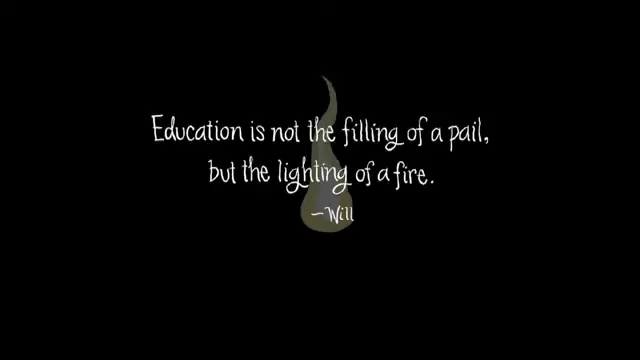 Education is not the filling of a pail,
but the lighting of a fire.
—Will